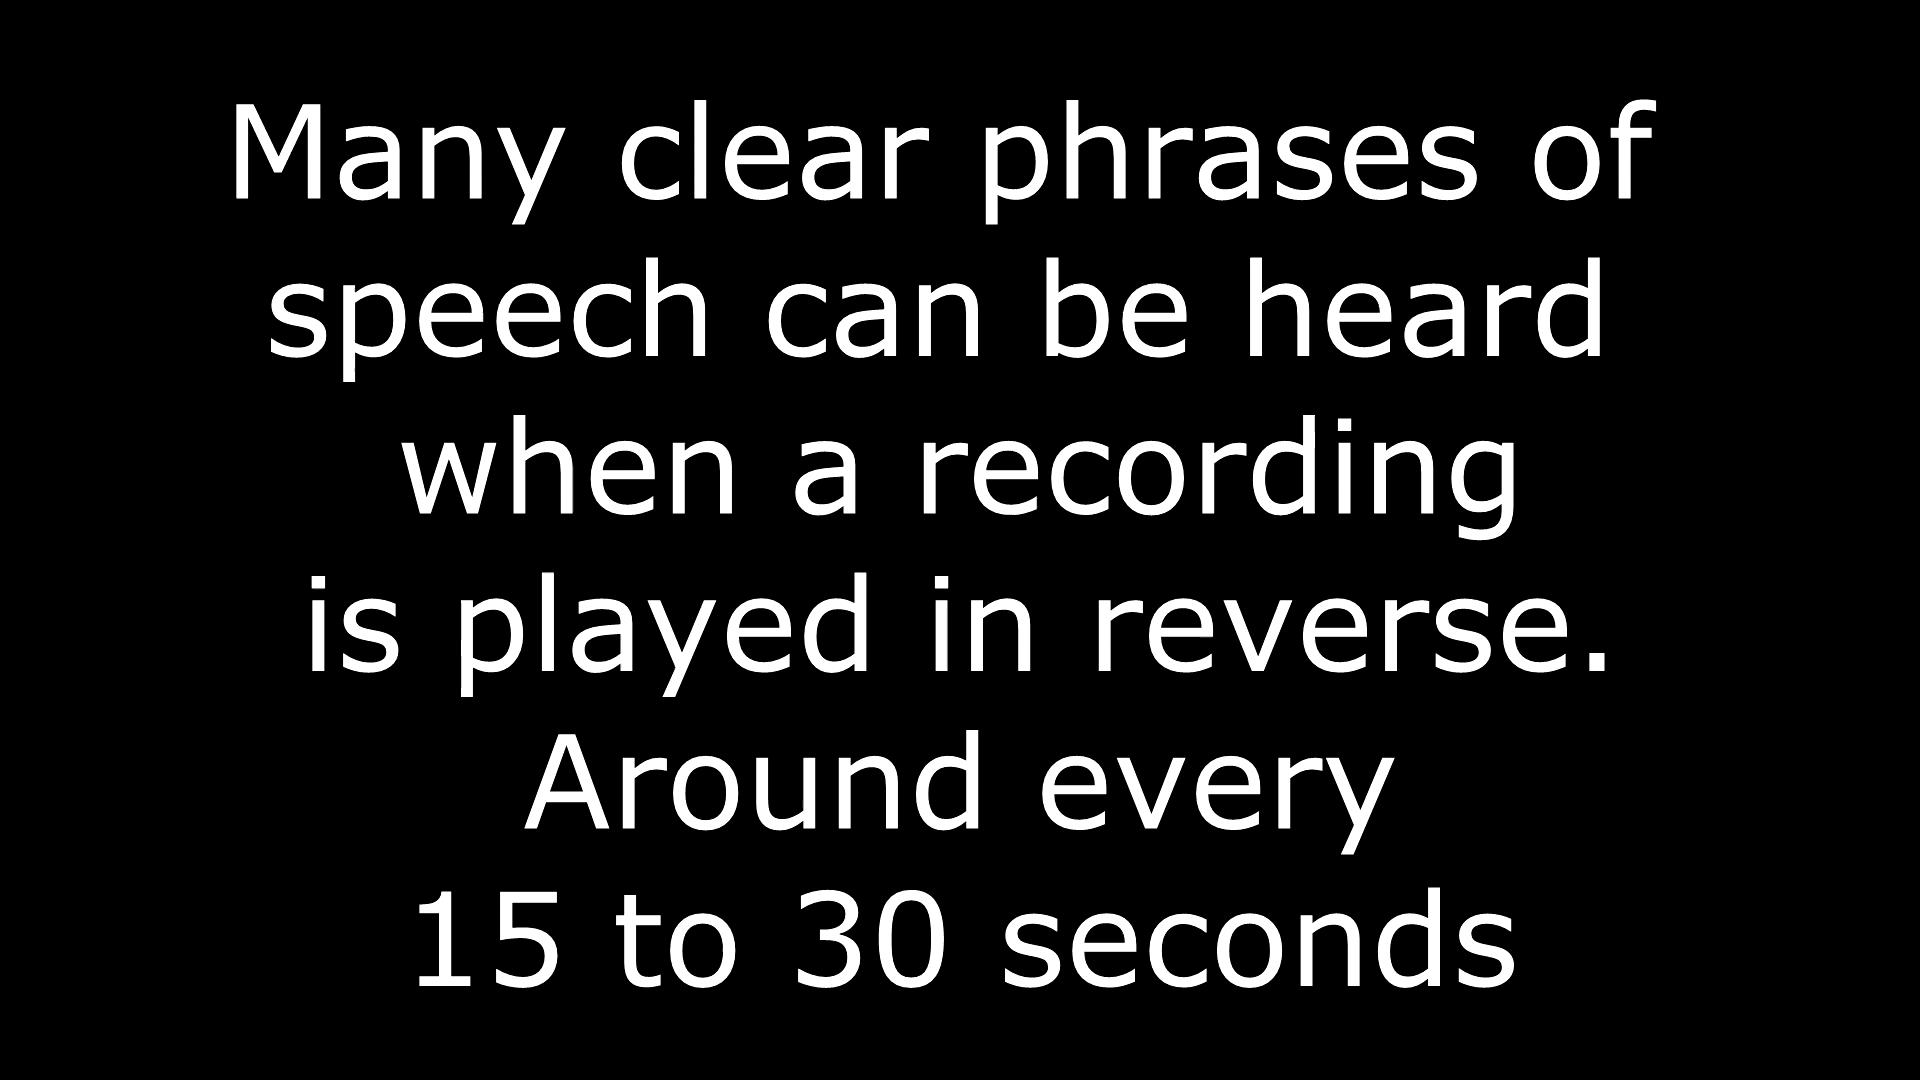 Many clear phrases of
speech can be heard
when a recording
is played in reverse.
Around every
15 to 30 seconds